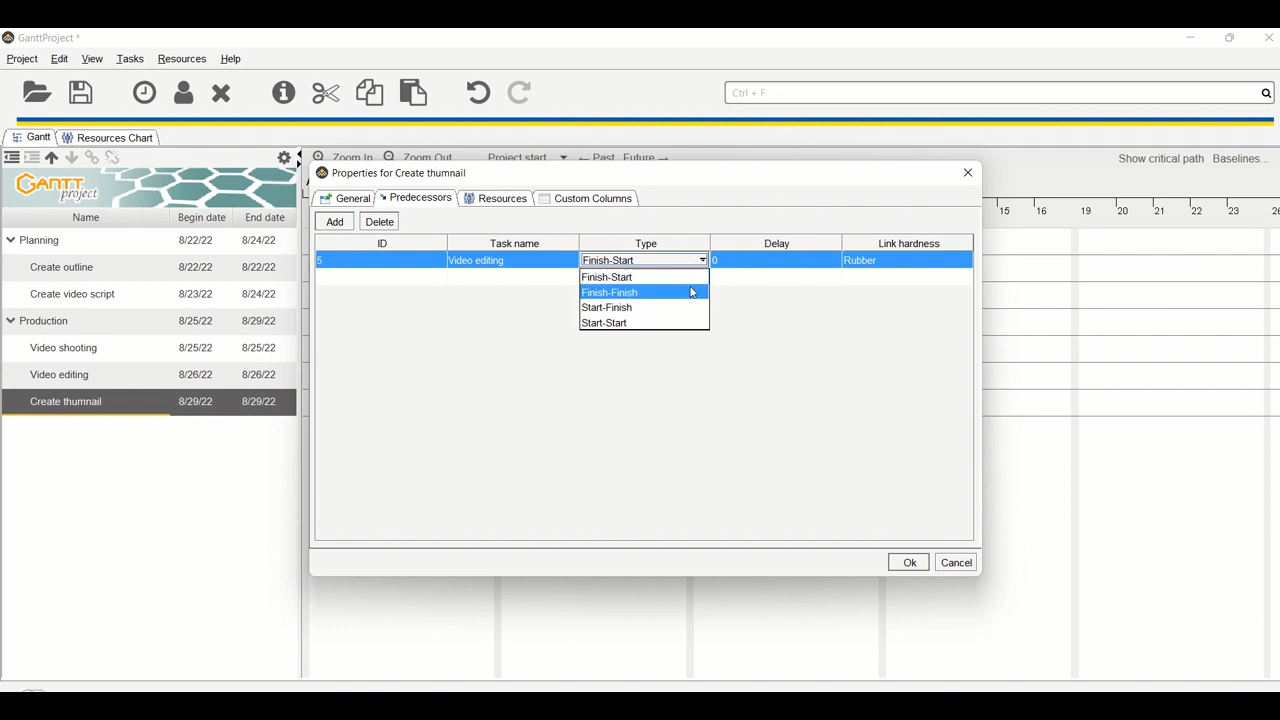 GanttProject *
Project Edit View Tasks Resources Help
Ctrl + F
Gantt Resources Chart
Zoom In Zoom Out Project start ← Past Future → Show critical path Baselines...
GANTT project
Name Begin date End date
Planning 8/22/22 8/24/22
Create outline 8/22/22 8/22/22
Create video script 8/23/22 8/24/22
Production 8/25/22 8/29/22
Video shooting 8/25/22 8/25/22
Video editing 8/26/22 8/26/22
Create thumnail 8/29/22 8/29/22
Properties for Create thumnail
General Predecessors Resources Custom Columns
Add Delete
ID Task name Type Delay Link hardness
5 Video editing Finish-Start 0 Rubber
Finish-Start
Finish-Finish
Start-Finish
Start-Start
Ok Cancel
15 16 19 20 21 22 23